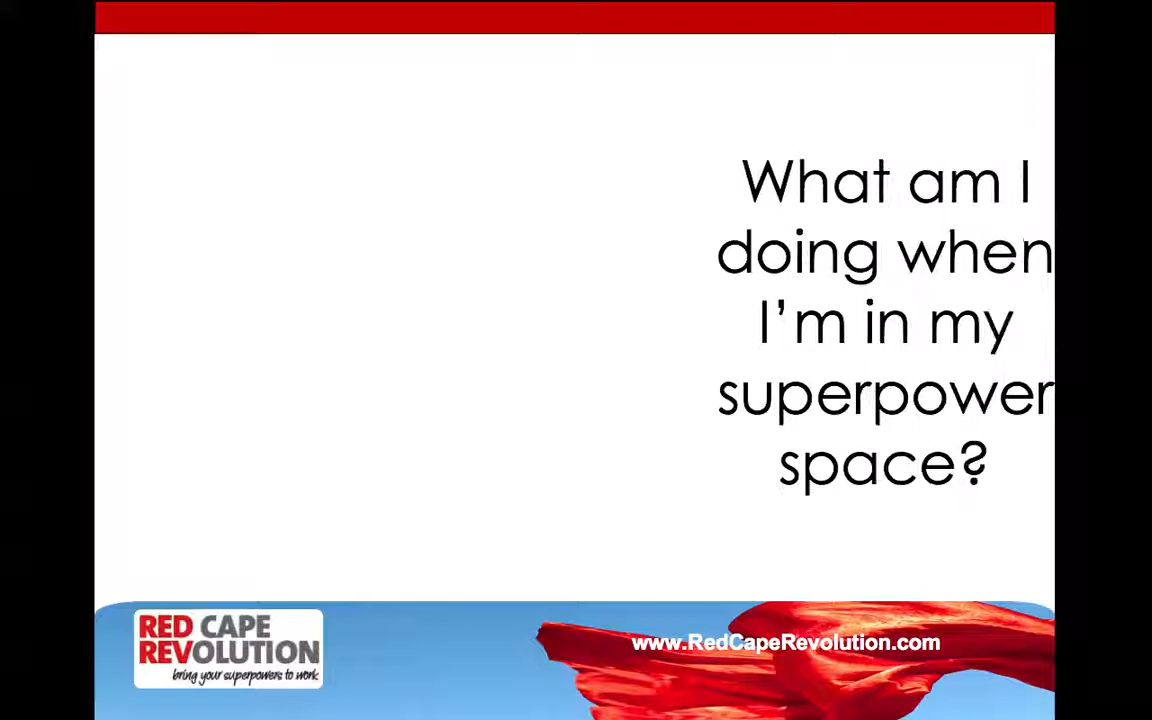 What am I
doing when
I’m in my
superpower
space?
RED CAPE
REVOLUTION
bring your superpowers to work
www.RedCapeRevolution.com